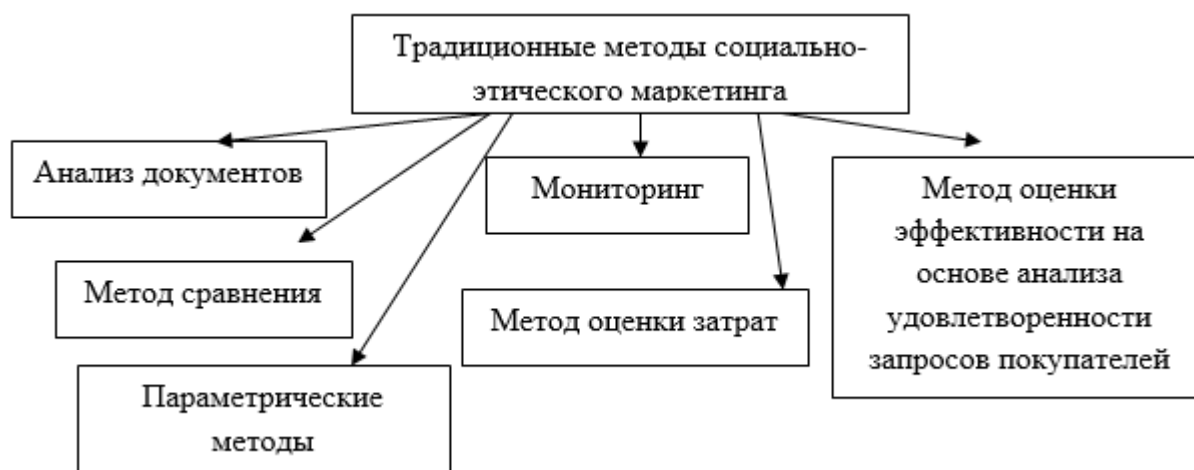 Традиционные методы социально-
этического маркетинга
Анализ документов
Мониторинг
Метод оценки
эффективности на
основе анализа
удовлетворенности
запросов покупателей
Метод сравнения
Метод оценки затрат
Параметрические
методы